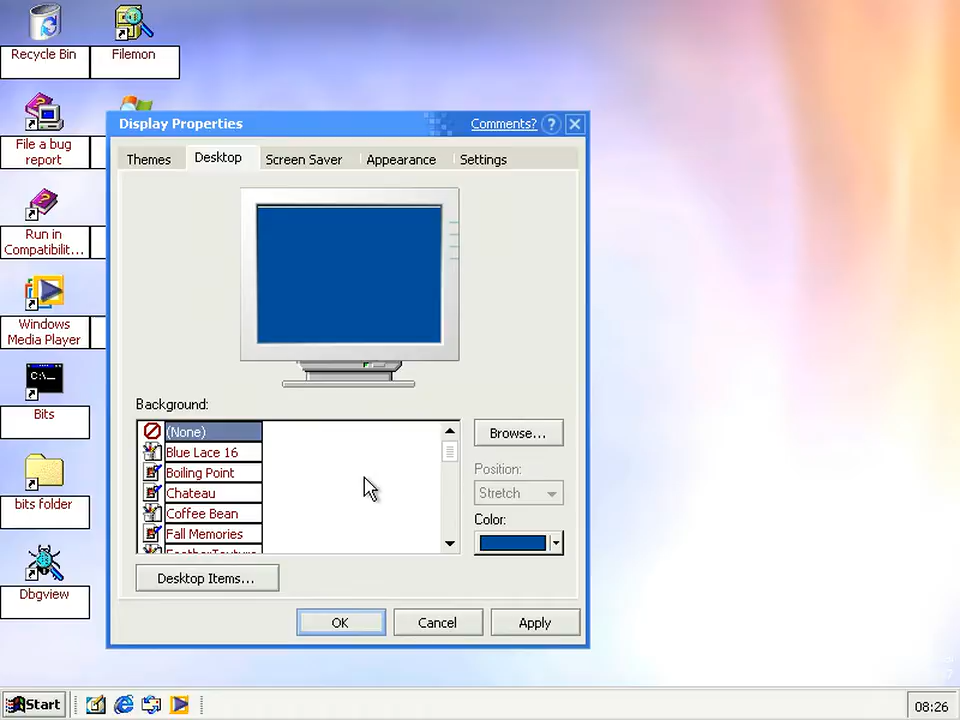 Recycle Bin
Filemon
File a bug
report
Run in
Compatibilit...
Windows
Media Player
Bits
bits folder
Dbgview
Display Properties
Comments?
Themes
Desktop
Screen Saver
Appearance
Settings
Background:
(None)
Blue Lace 16
Boiling Point
Chateau
Coffee Bean
Fall Memories
FeatherTexture
Browse...
Position:
Stretch
Color:
Desktop Items...
OK
Cancel
Apply
Start
08:26